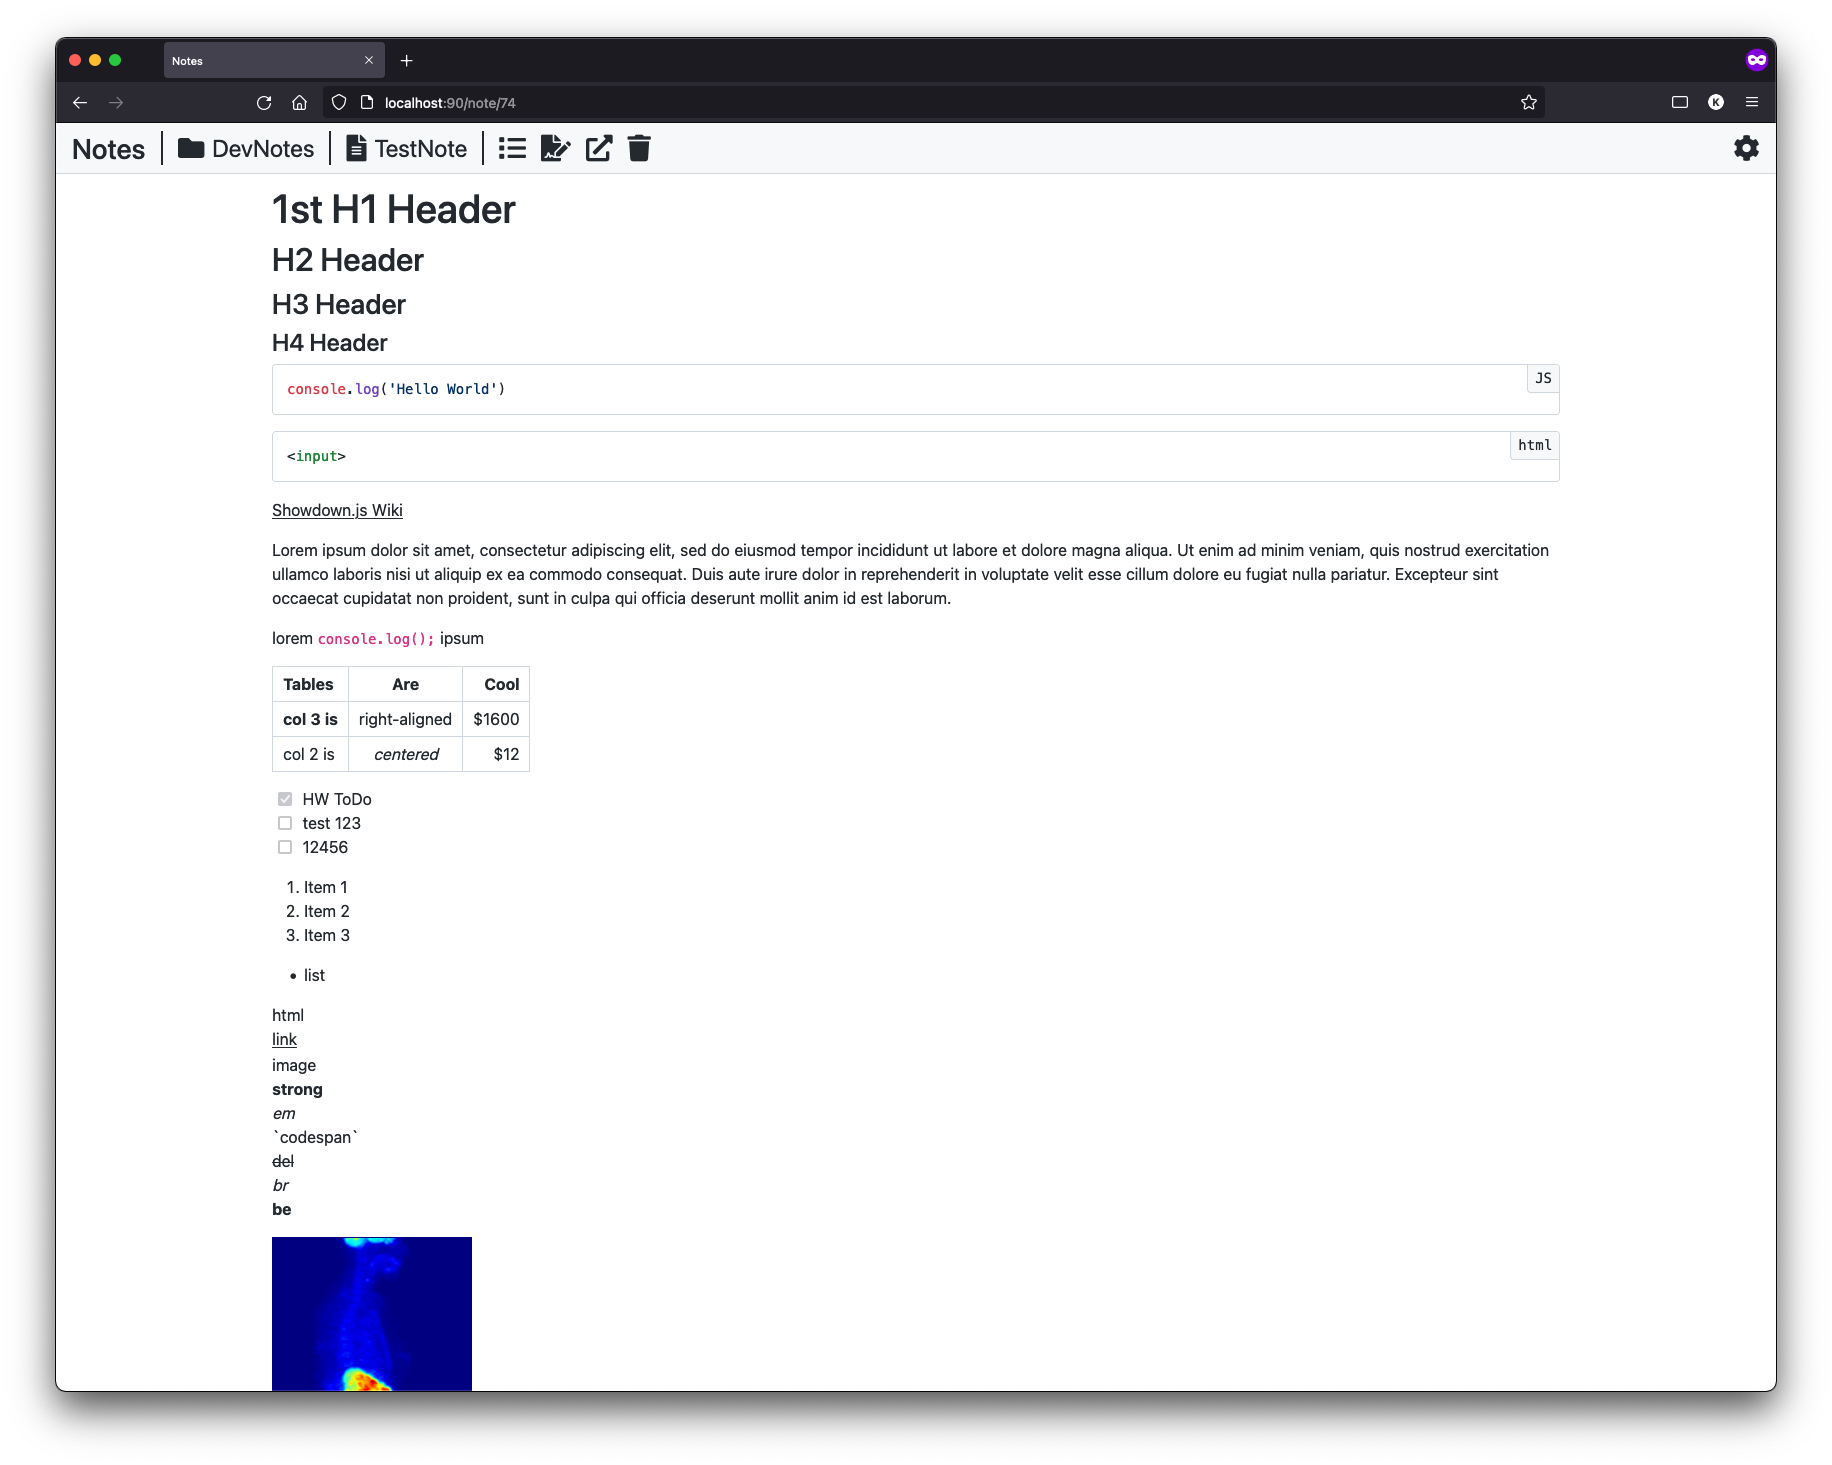 Notes
localhost:90/note/74
K
Notes DevNotes TestNote
1st H1 Header
H2 Header
H3 Header
H4 Header
console.log('Hello World')
JS
<input>
html
Showdown.js Wiki
Lorem ipsum dolor sit amet, consectetur adipiscing elit, sed do eiusmod tempor incididunt ut labore et dolore magna aliqua. Ut enim ad minim veniam, quis nostrud exercitation
ullamco laboris nisi ut aliquip ex ea commodo consequat. Duis aute irure dolor in reprehenderit in voluptate velit esse cillum dolore eu fugiat nulla pariatur. Excepteur sint
occaecat cupidatat non proident, sunt in culpa qui officia deserunt mollit anim id est laborum.
lorem console.log(); ipsum
Tables Are Cool
col 3 is right-aligned $1600
col 2 is centered $12
HW ToDo
test 123
12456
1. Item 1
2. Item 2
3. Item 3
• list
html
link
image
strong
em
`codespan`
del
br
be